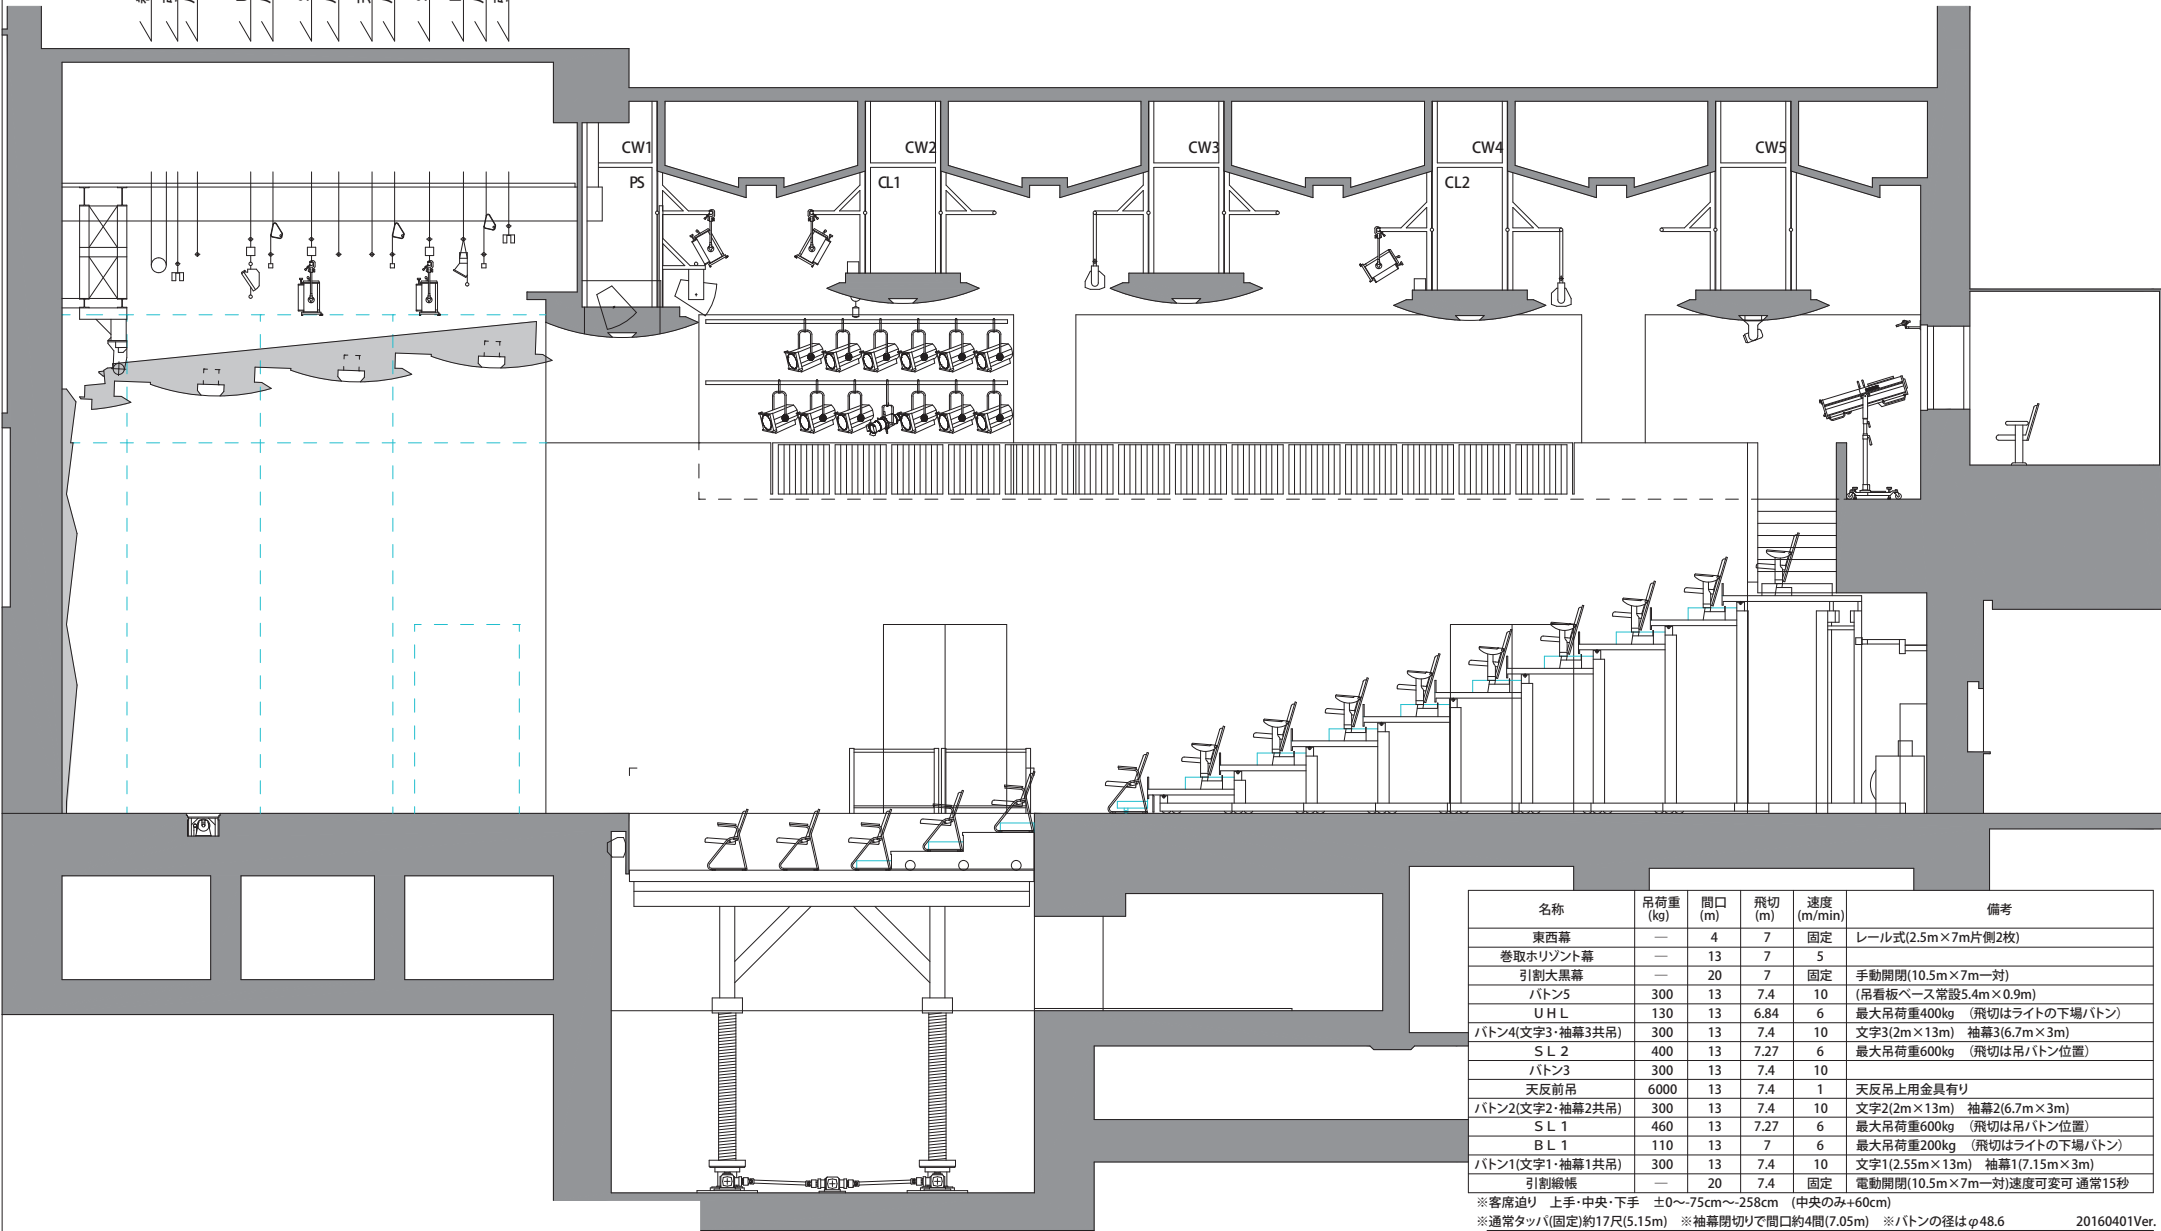 CW1 CW2 CW3 CW4 CW5
PS CL1 CL2
名称 吊荷重(kg) 間口(m) 飛切(m) 速度(m/min) 備考
東西幕 — 4 7 固定 レール式(2.5m×7m片側2枚)
巻取ホリゾント幕 — 13 7 5
引割大黒幕 — 20 7 固定 手動開閉(10.5m×7m一対)
バトン5 300 13 7.4 10 (吊看板ベース常設5.4m×0.9m)
UHL 130 13 6.84 6 最大吊荷重400kg (飛切はライトの下場バトン)
バトン4(文字3・袖幕3共吊) 300 13 7.4 10 文字3(2m×13m) 袖幕3(6.7m×3m)
SL2 400 13 7.27 6 最大吊荷重600kg (飛切は吊バトン位置)
バトン3 300 13 7.4 10
天反前吊 6000 13 7.4 1 天反吊上用金具有り
バトン2(文字2・袖幕2共吊) 300 13 7.4 10 文字2(2m×13m) 袖幕2(6.7m×3m)
SL1 460 13 7.27 6 最大吊荷重600kg (飛切は吊バトン位置)
BL1 110 13 7 6 最大吊荷重200kg (飛切はライトの下場バトン)
バトン1(文字1・袖幕1共吊) 300 13 7.4 10 文字1(2.55m×13m) 袖幕1(7.15m×3m)
引割緞帳 — 20 7.4 固定 電動開閉(10.5m×7m一対)速度可変可 通常15秒
※客席迫り 上手・中央・下手 ±0〜-75cm〜-258cm (中央のみ+60cm)
※通常タッパ(固定)約17尺(5.15m) ※袖幕閉切りで間口約4間(7.05m) ※バトンの径はφ48.6 20160401Ver.